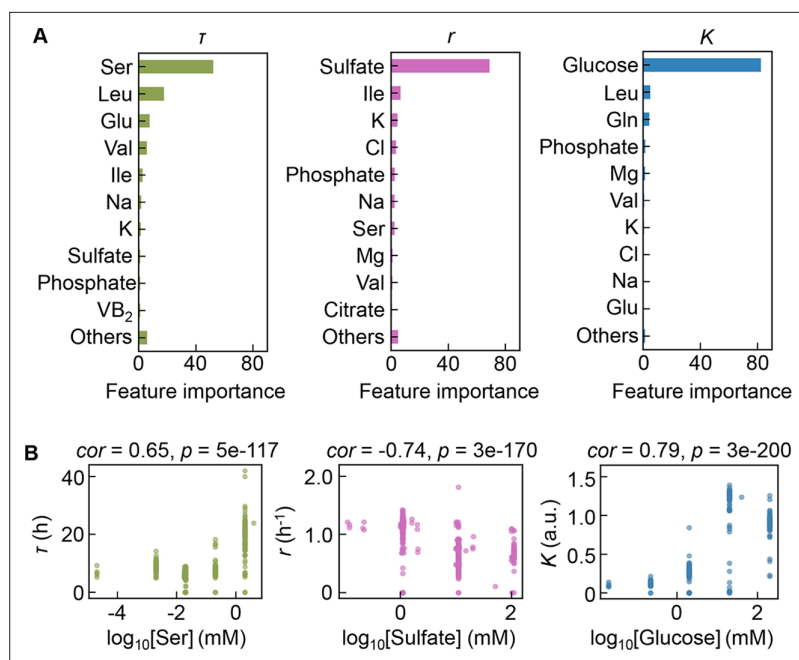 A
τ
Ser
Leu
Glu
Val
Ile
Na
K
Sulfate
Phosphate
VB2
Others
0 40 80
Feature importance
r
Sulfate
Ile
K
Cl
Phosphate
Na
Ser
Mg
Val
Citrate
Others
0 40 80
Feature importance
K
Glucose
Leu
Gln
Phosphate
Mg
Val
K
Cl
Na
Glu
Others
0 40 80
Feature importance
B
cor = 0.65, p = 5e-117
τ (h)
40
20
0
-4 -2 0
log10[Ser] (mM)
cor = -0.74, p = 3e-170
r (h-1)
2.0
1.0
0
0 1 2
log10[Sulfate] (mM)
cor = 0.79, p = 3e-200
K (a.u.)
1.5
1.0
0.5
0
0 2
log10[Glucose] (mM)